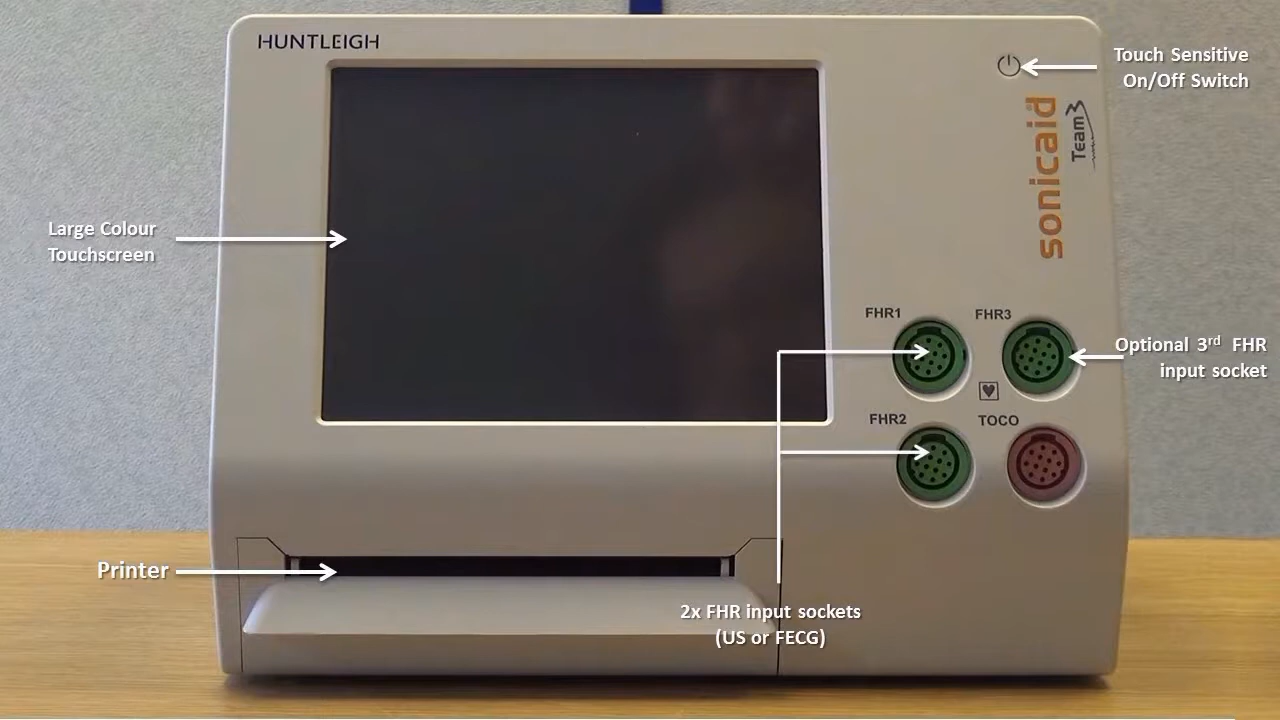 HUNTLEIGH
Touch Sensitive
On/Off Switch
sonicaid
Team3
Large Colour
Touchscreen
FHR1
FHR3
Optional 3rd FHR
input socket
FHR2
TOCO
Printer
2x FHR input sockets
(US or FECG)